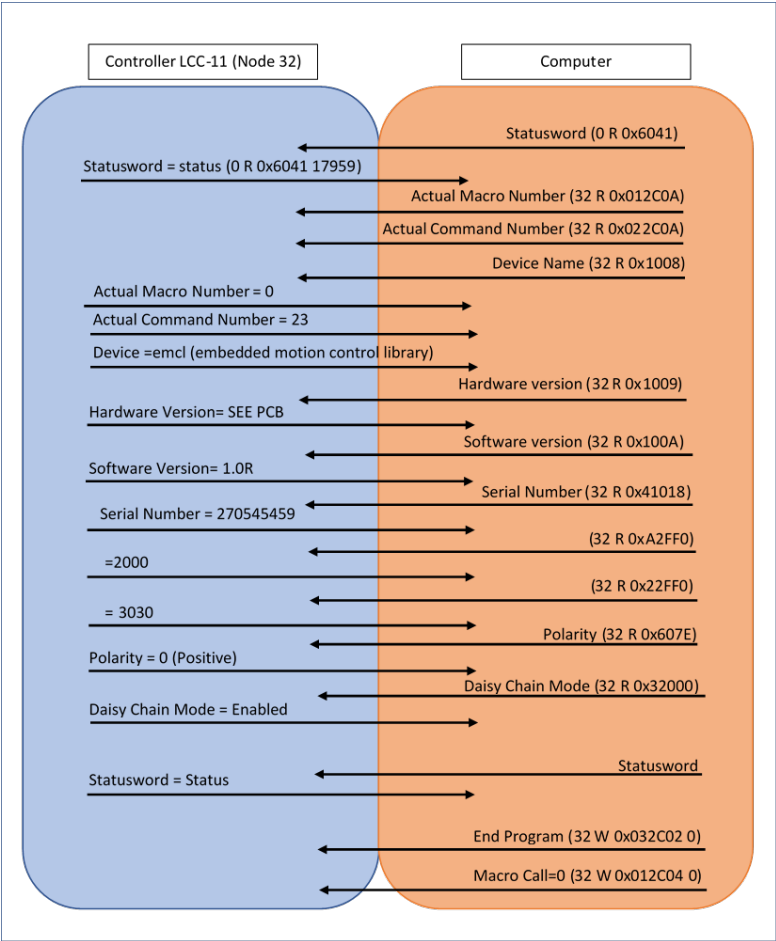 Controller LCC-11 (Node 32)
Computer
Statusword (0 R 0x6041)
Statusword = status (0 R 0x6041 17959)
Actual Macro Number (32 R 0x012C0A)
Actual Command Number (32 R 0x022C0A)
Device Name (32 R 0x1008)
Actual Macro Number = 0
Actual Command Number = 23
Device =emcl (embedded motion control library)
Hardware version (32 R 0x1009)
Hardware Version= SEE PCB
Software version (32 R 0x100A)
Software Version= 1.0R
Serial Number (32 R 0x41018)
Serial Number = 270545459
(32 R 0xA2FF0)
=2000
(32 R 0x22FF0)
= 3030
Polarity (32 R 0x607E)
Polarity = 0 (Positive)
Daisy Chain Mode (32 R 0x32000)
Daisy Chain Mode = Enabled
Statusword
Statusword = Status
End Program (32 W 0x032C02 0)
Macro Call=0 (32 W 0x012C04 0)